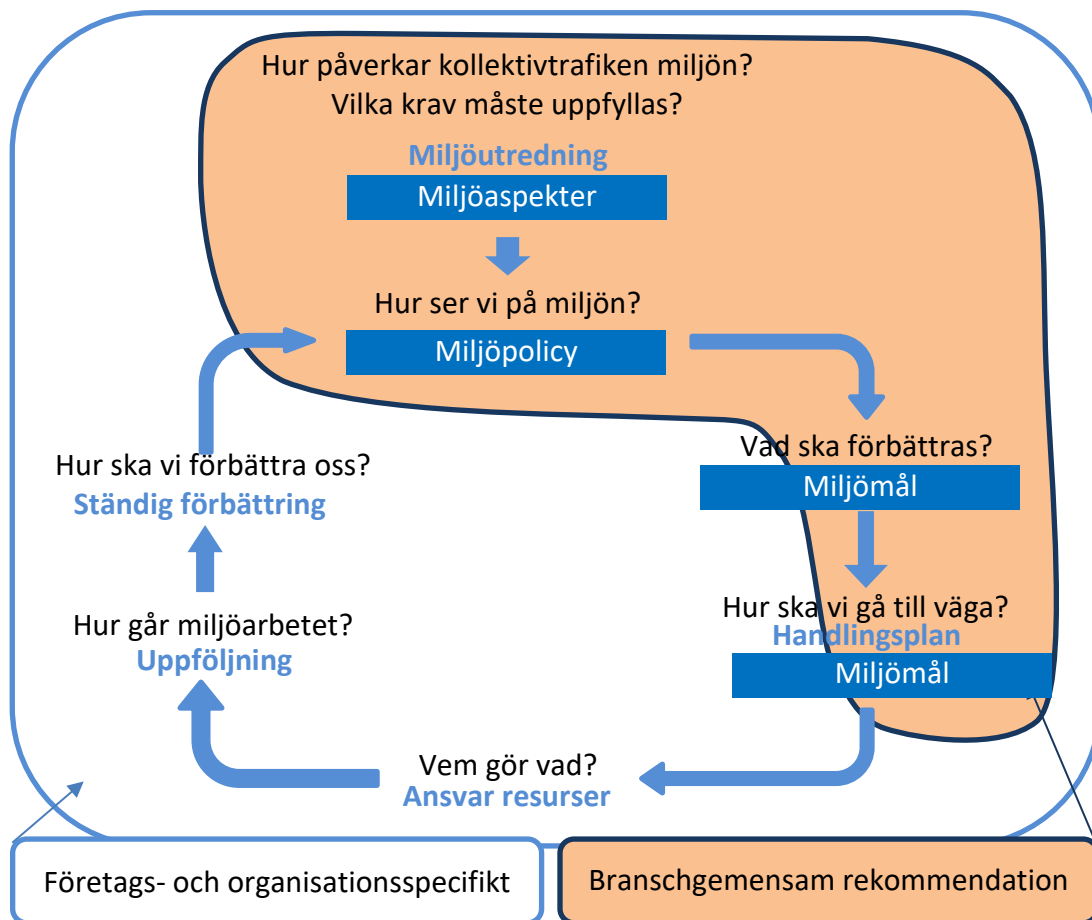 Hur påverkar kollektivtrafiken miljön?
Vilka krav måste uppfyllas?
Miljöutredning
Miljöaspekter
Hur ser vi på miljön?
Miljöpolicy
Vad ska förbättras?
Miljömål
Hur ska vi gå till väga?
Handlingsplan
Miljömål
Vem gör vad?
Ansvar resurser
Hur går miljöarbetet?
Uppföljning
Hur ska vi förbättra oss?
Ständig förbättring
Företags- och organisationsspecifikt
Branschgemensam rekommendation